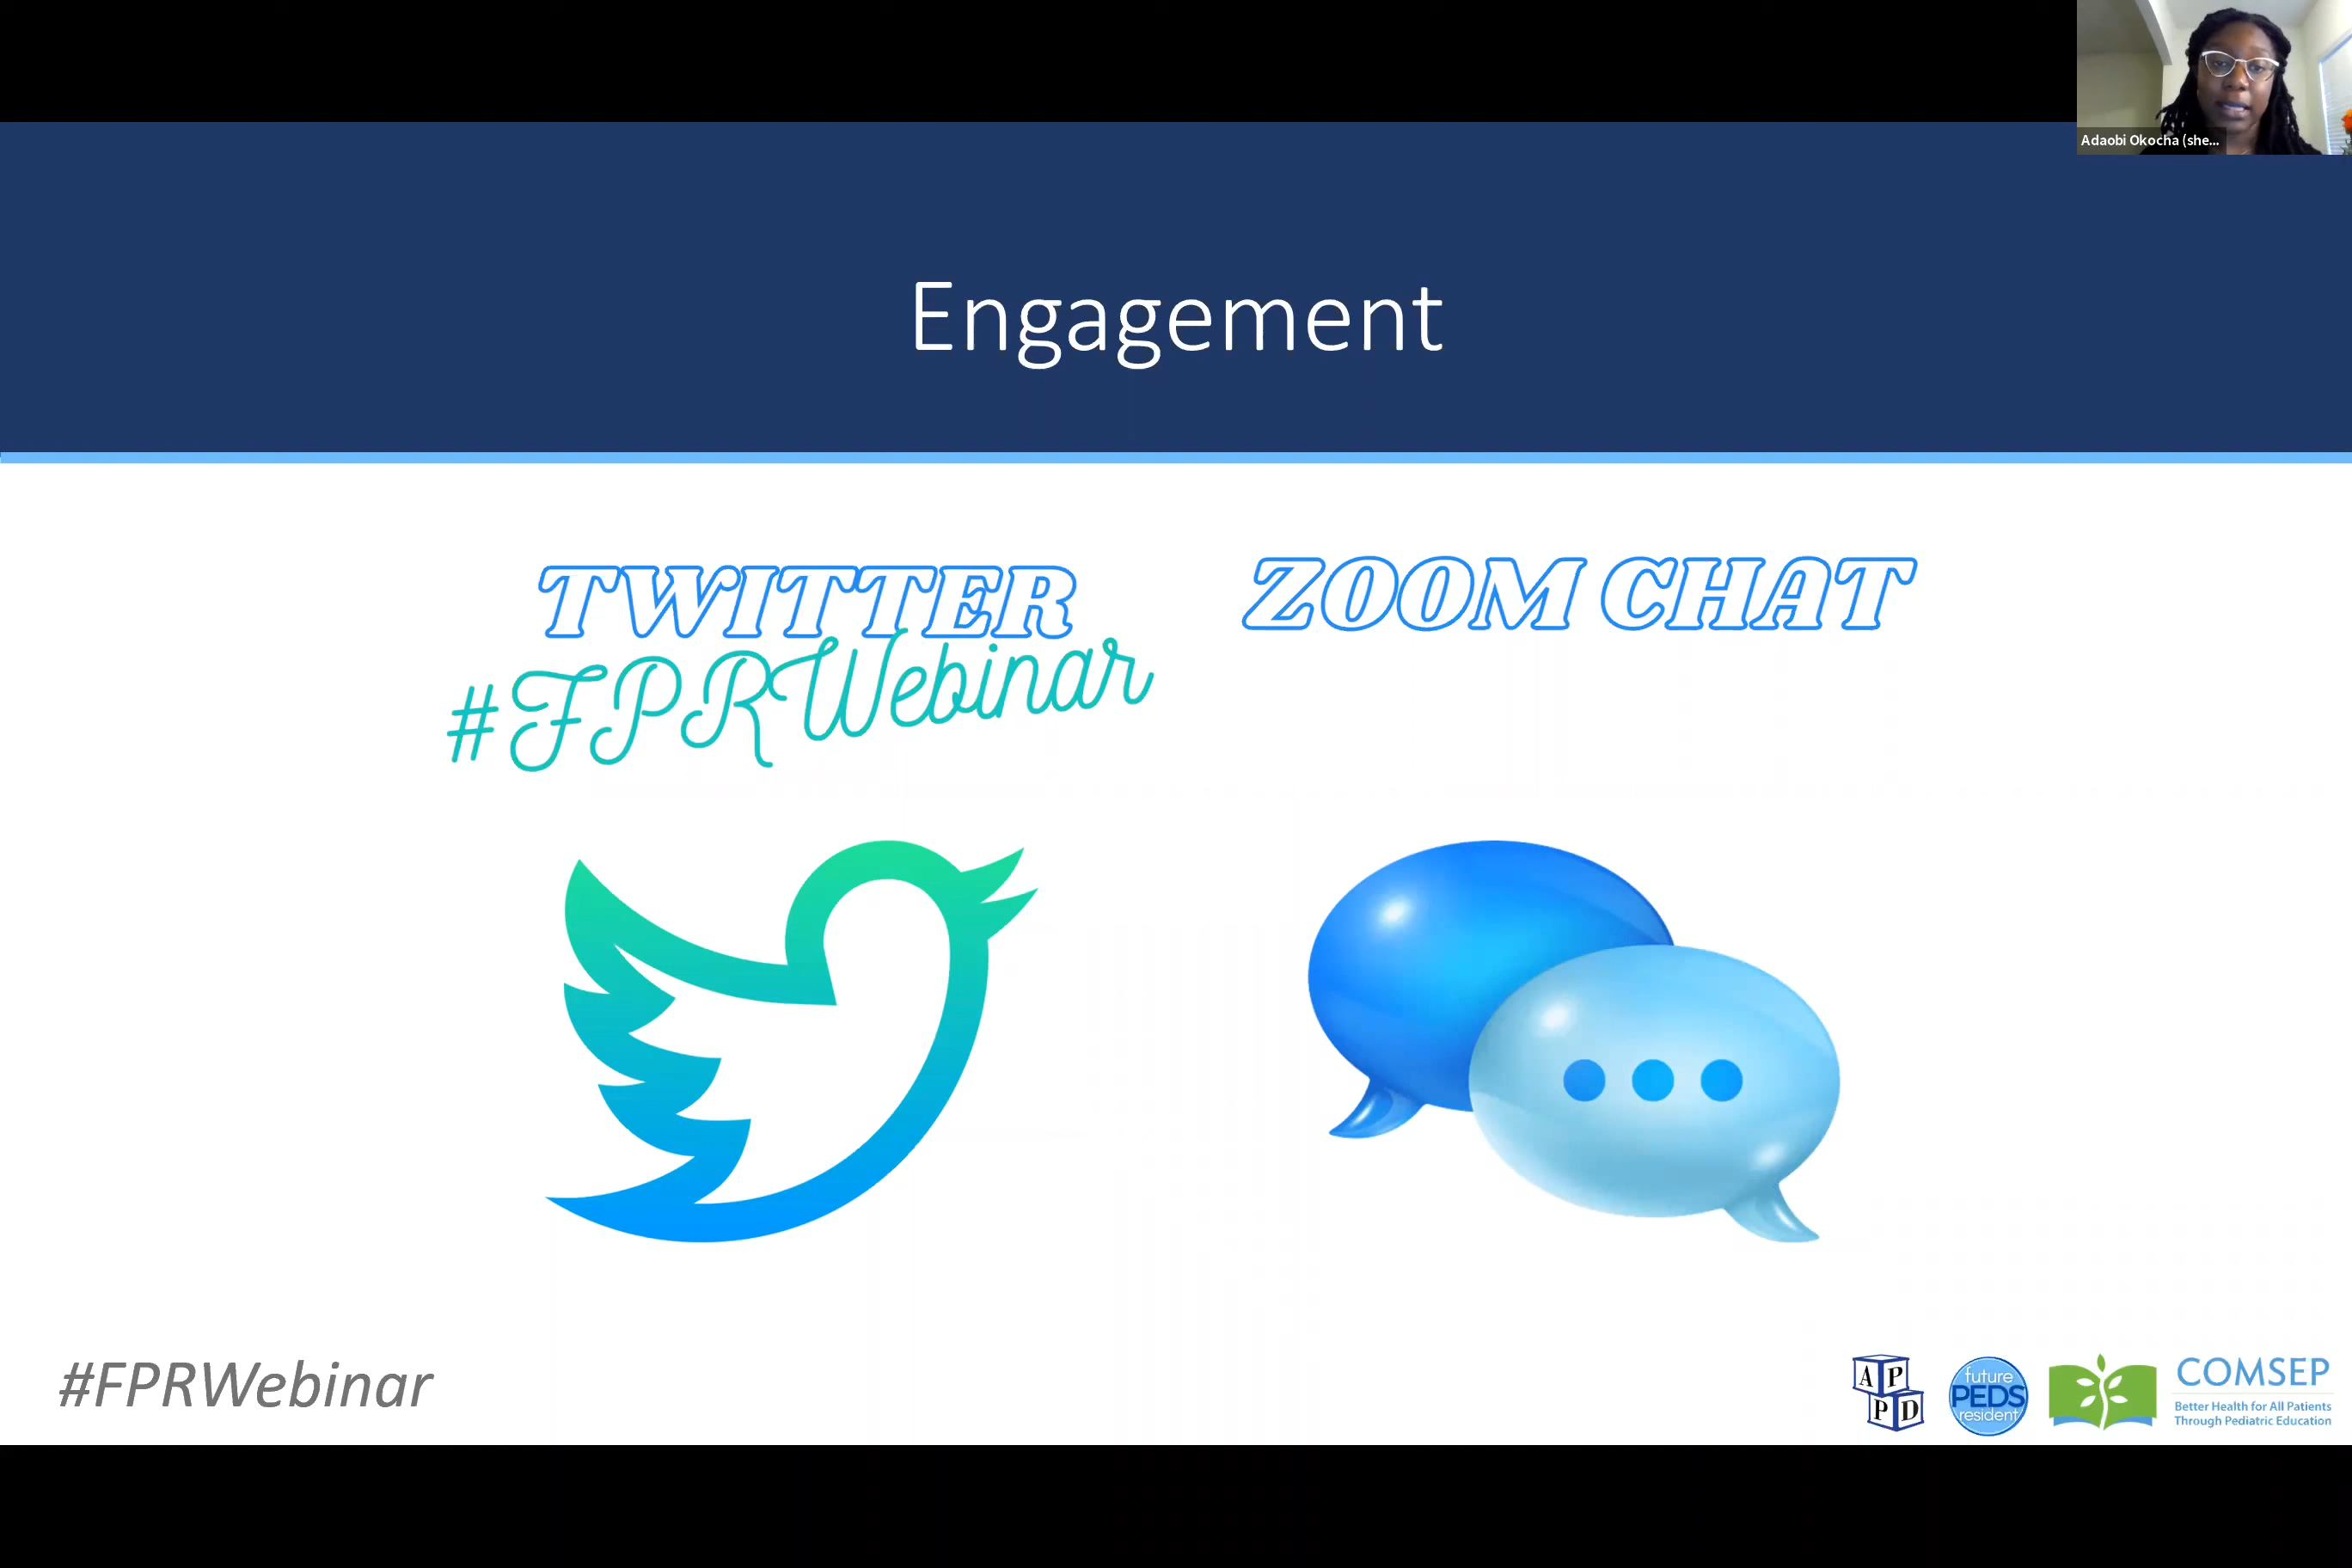 Adaobi Okocha (she...
Engagement
TWITTER
#FPRWebinar
ZOOM CHAT
#FPRWebinar
A P
P D
future
PEDS
resident
COMSEP
Better Health for All Patients
Through Pediatric Education